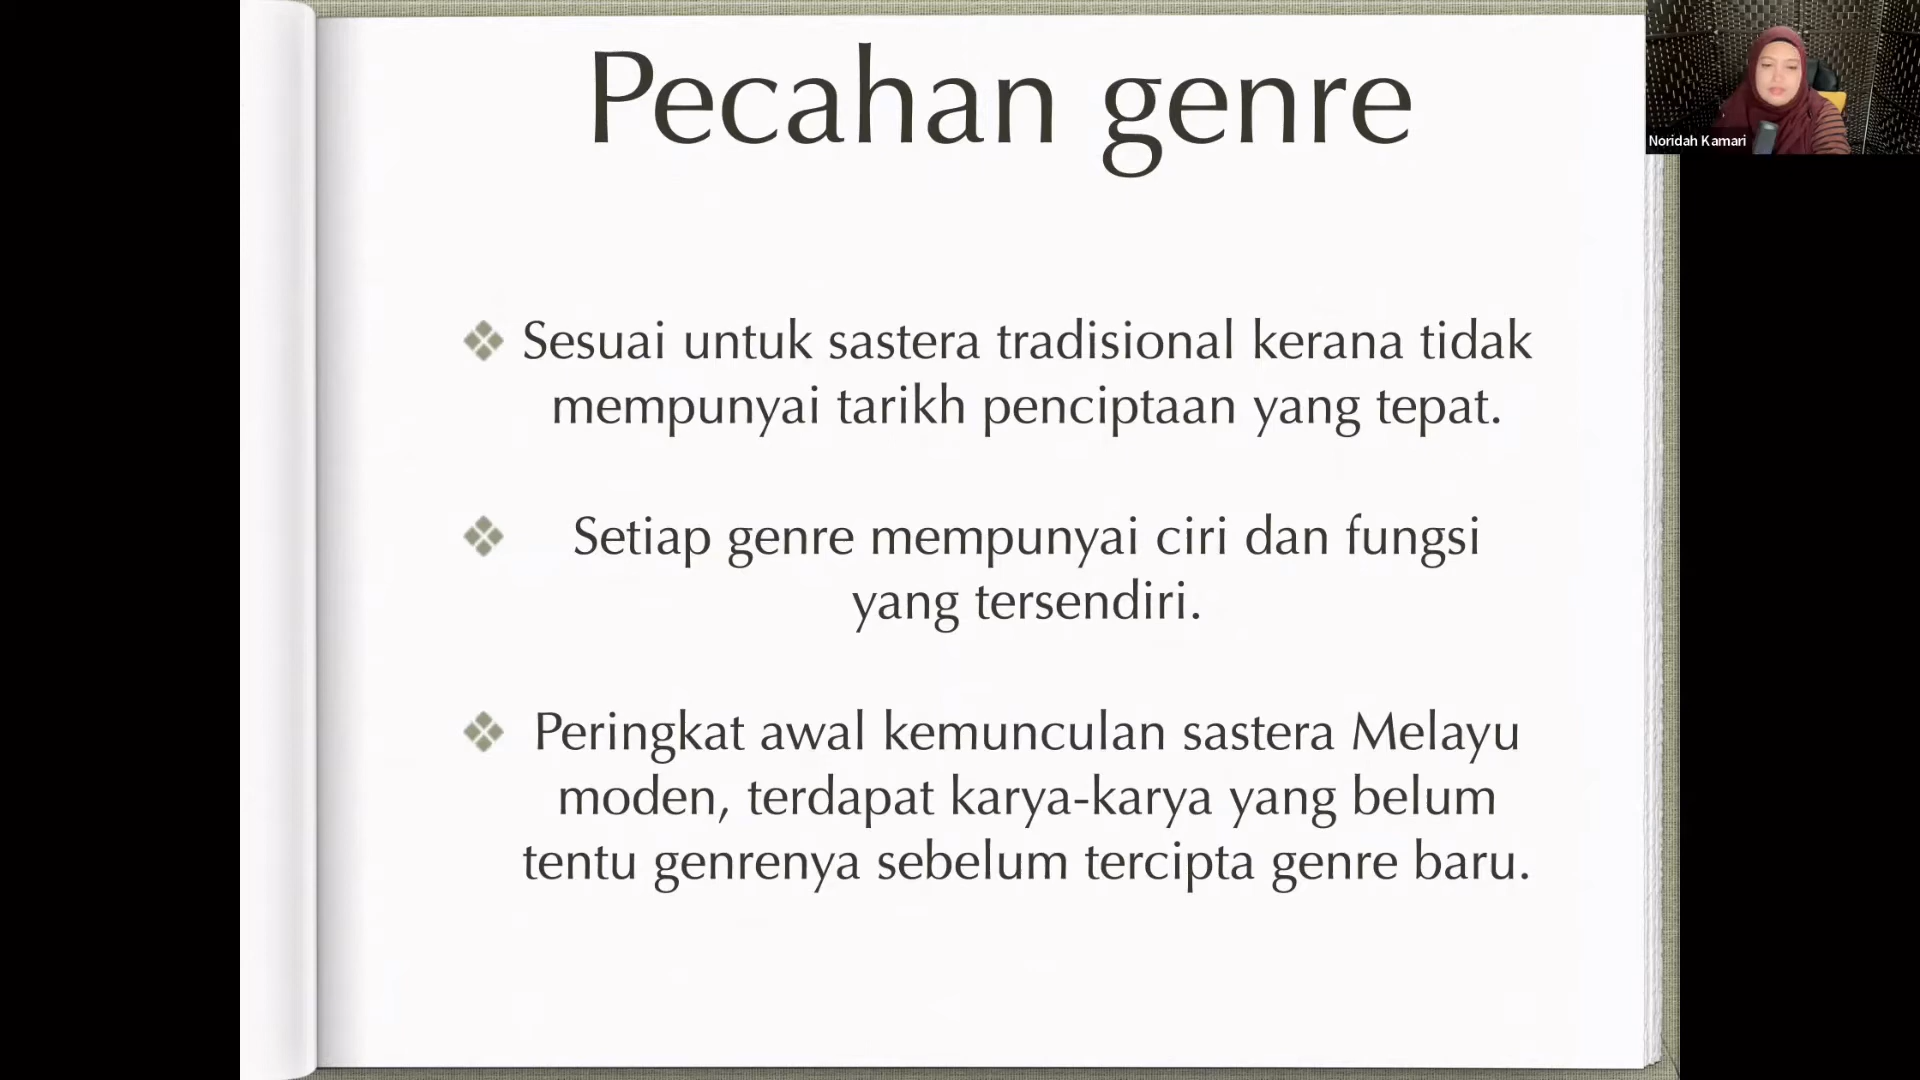 Pecahan genre
Noridah Kamari
Sesuai untuk sastera tradisional kerana tidak
mempunyai tarikh penciptaan yang tepat.
Setiap genre mempunyai ciri dan fungsi
yang tersendiri.
Peringkat awal kemunculan sastera Melayu
moden, terdapat karya-karya yang belum
tentu genrenya sebelum tercipta genre baru.